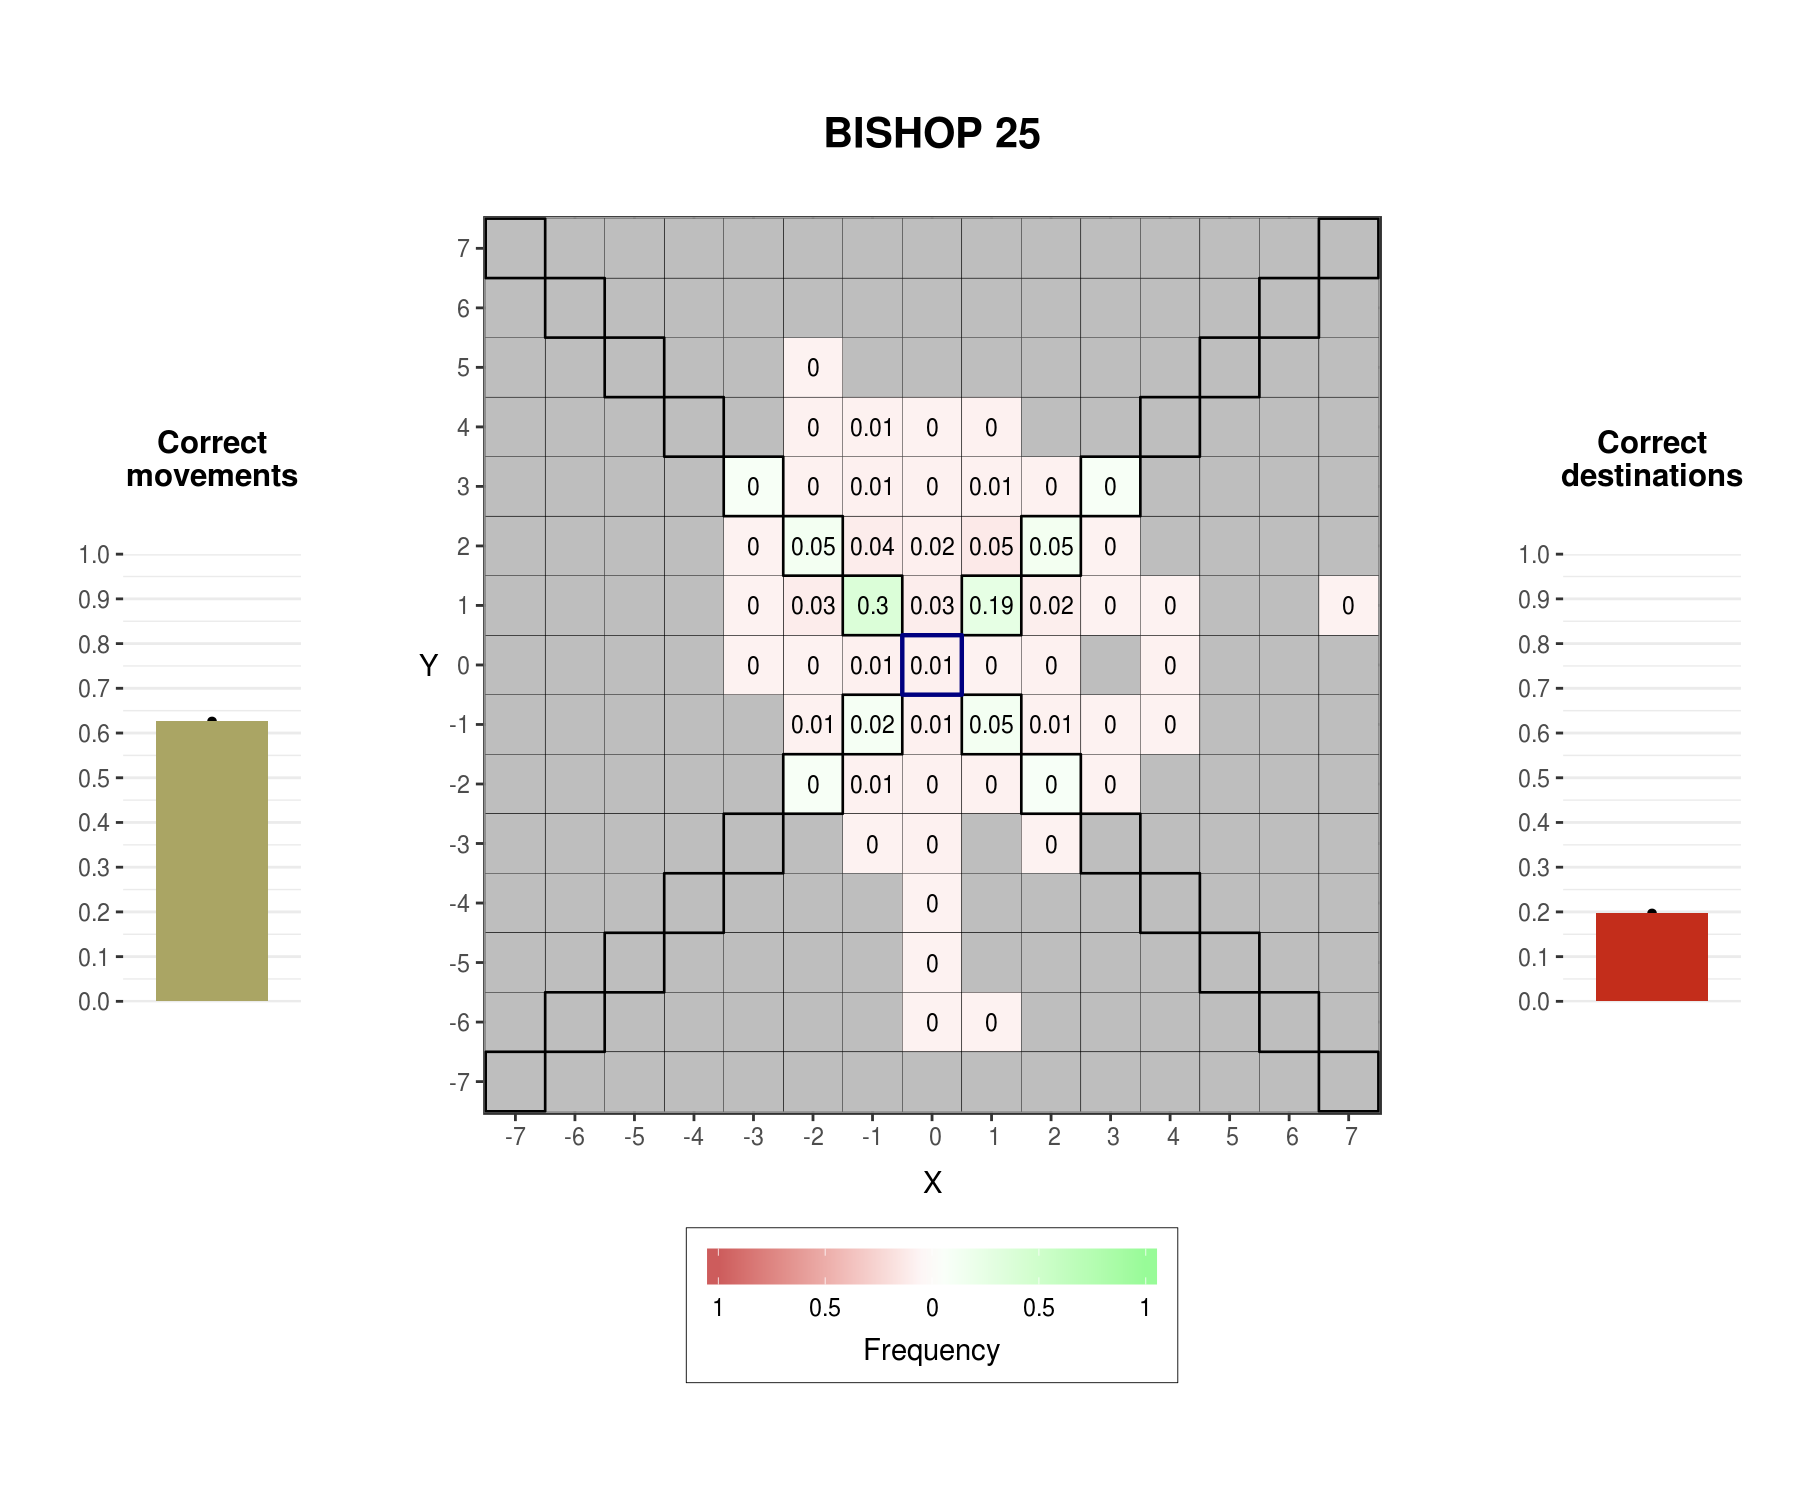 BISHOP 25
Correct
movements
1.0
0.9
0.8
0.7
0.6
0.5
0.4
0.3
0.2
0.1
0.0
Y
7
6
5 0
4 0 0.01 0 0
3 0 0 0.01 0 0.01 0 0
2 0 0.05 0.04 0.02 0.05 0.05 0
1 0 0.03 0.3 0.03 0.19 0.02 0 0 0
0 0 0 0.01 0.01 0 0 0
-1 0.01 0.02 0.01 0.05 0.01 0 0
-2 0 0.01 0 0 0 0
-3 0 0 0
-4 0
-5 0
-6 0 0
-7
-7 -6 -5 -4 -3 -2 -1 0 1 2 3 4 5 6 7
X
1 0.5 0 0.5 1
Frequency
Correct
destinations
1.0
0.9
0.8
0.7
0.6
0.5
0.4
0.3
0.2
0.1
0.0